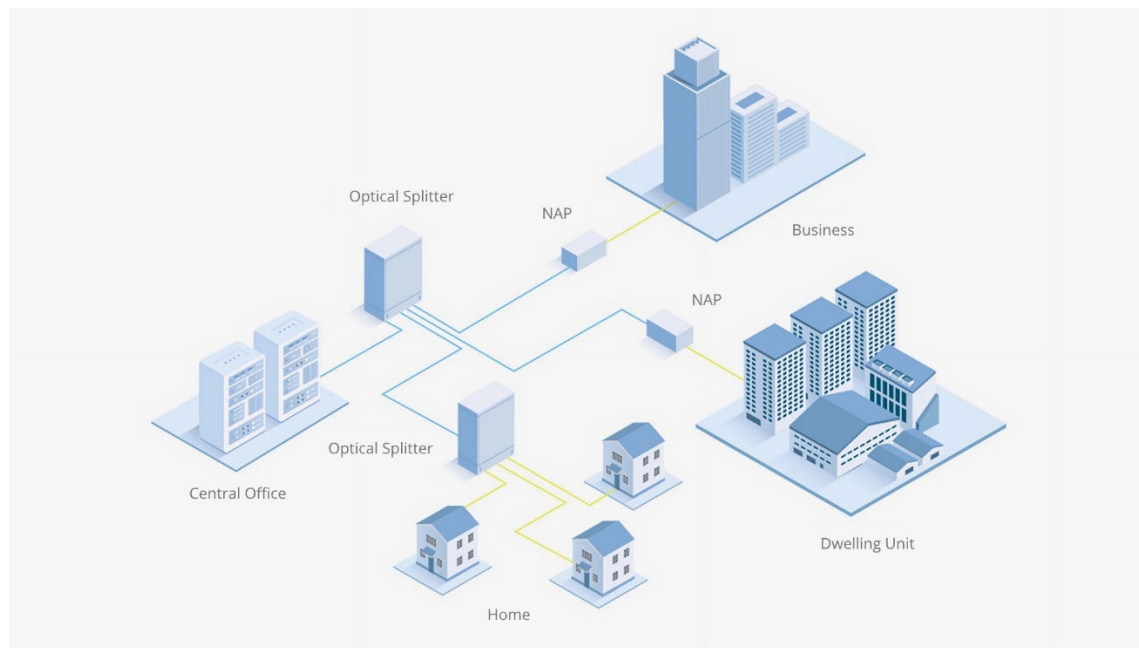 Optical Splitter
NAP
Business
NAP
Optical Splitter
Central Office
Dwelling Unit
Home